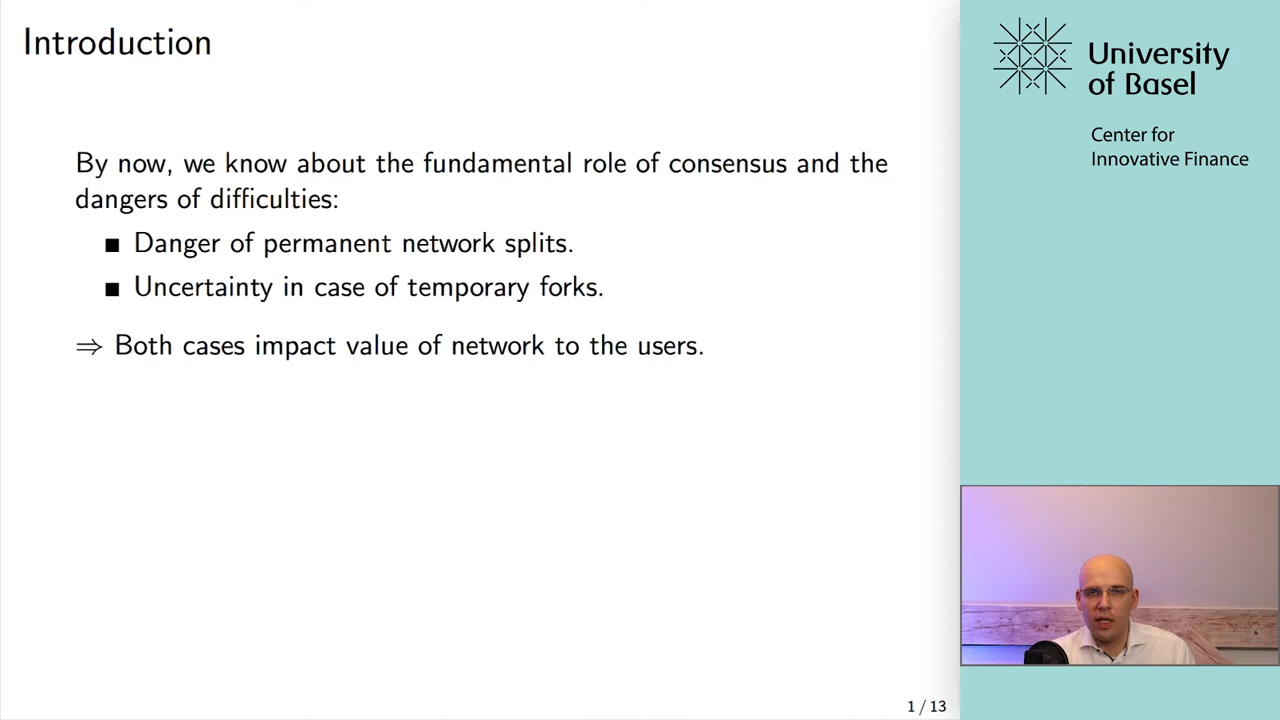 Introduction
By now, we know about the fundamental role of consensus and the
dangers of difficulties:
■ Danger of permanent network splits.
■ Uncertainty in case of temporary forks.
⇒ Both cases impact value of network to the users.
1 / 13
University
of Basel
Center for
Innovative Finance